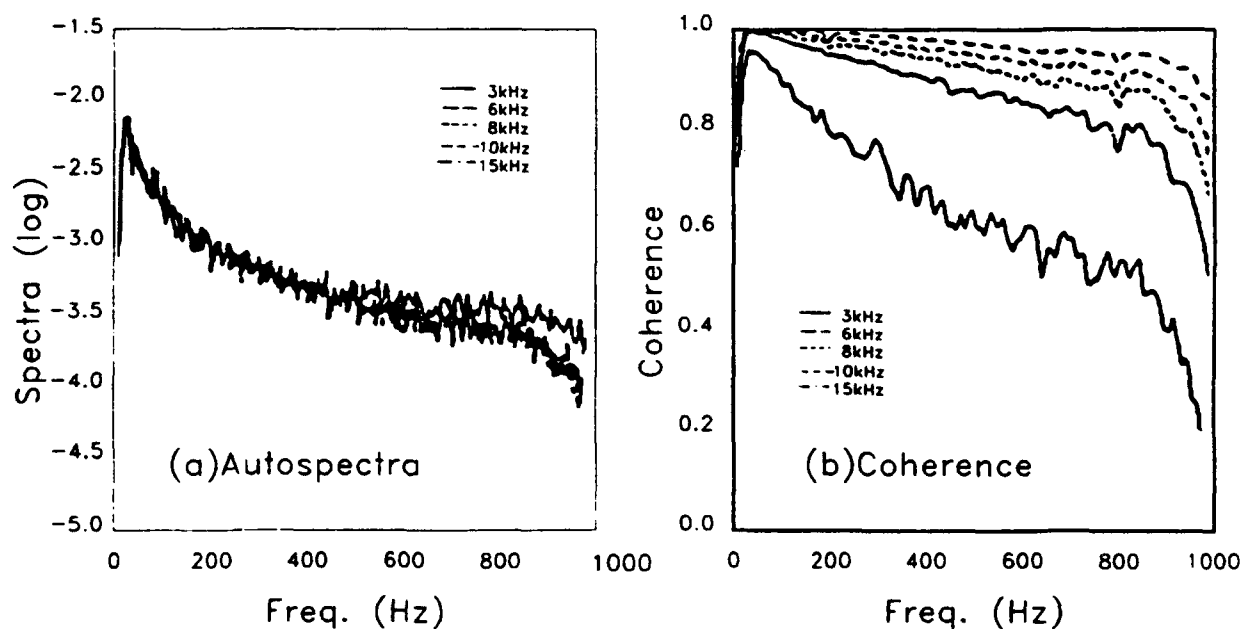 -1.5
-2.0
-2.5
-3.0
-3.5
-4.0
-4.5
-5.0
Spectra (log)
3kHz
6kHz
8kHz
10kHz
15kHz
(a)Autospectra
0 200 400 600 800 1000
Freq. (Hz)
1.0
0.8
0.6
0.4
0.2
0.0
Coherence
3kHz
6kHz
8kHz
10kHz
15kHz
(b)Coherence
0 200 400 600 800 1000
Freq. (Hz)